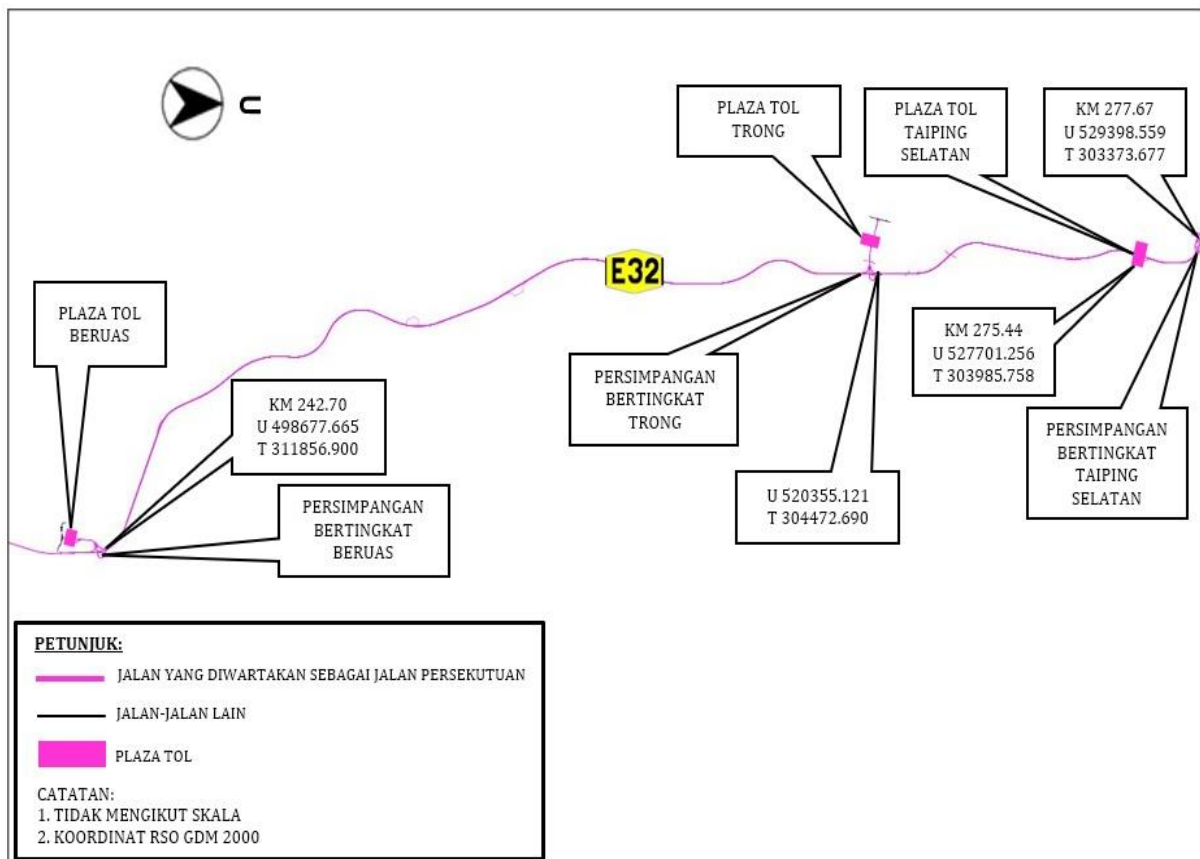 U
PLAZA TOL
TRONG
PLAZA TOL
TAIPING
SELATAN
KM 277.67
U 529398.559
T 303373.677
E32
PLAZA TOL
BERUAS
KM 242.70
U 498677.665
T 311856.900
PERSIMPANGAN
BERTINGKAT
BERUAS
PERSIMPANGAN
BERTINGKAT
TRONG
U 520355.121
T 304472.690
KM 275.44
U 527701.256
T 303985.758
PERSIMPANGAN
BERTINGKAT
TAIPING
SELATAN
PETUNJUK:
JALAN YANG DIWARTAKAN SEBAGAI JALAN PERSEKUTUAN
JALAN-JALAN LAIN
PLAZA TOL
CATATAN:
1. TIDAK MENGIKUT SKALA
2. KOORDINAT RSO GDM 2000